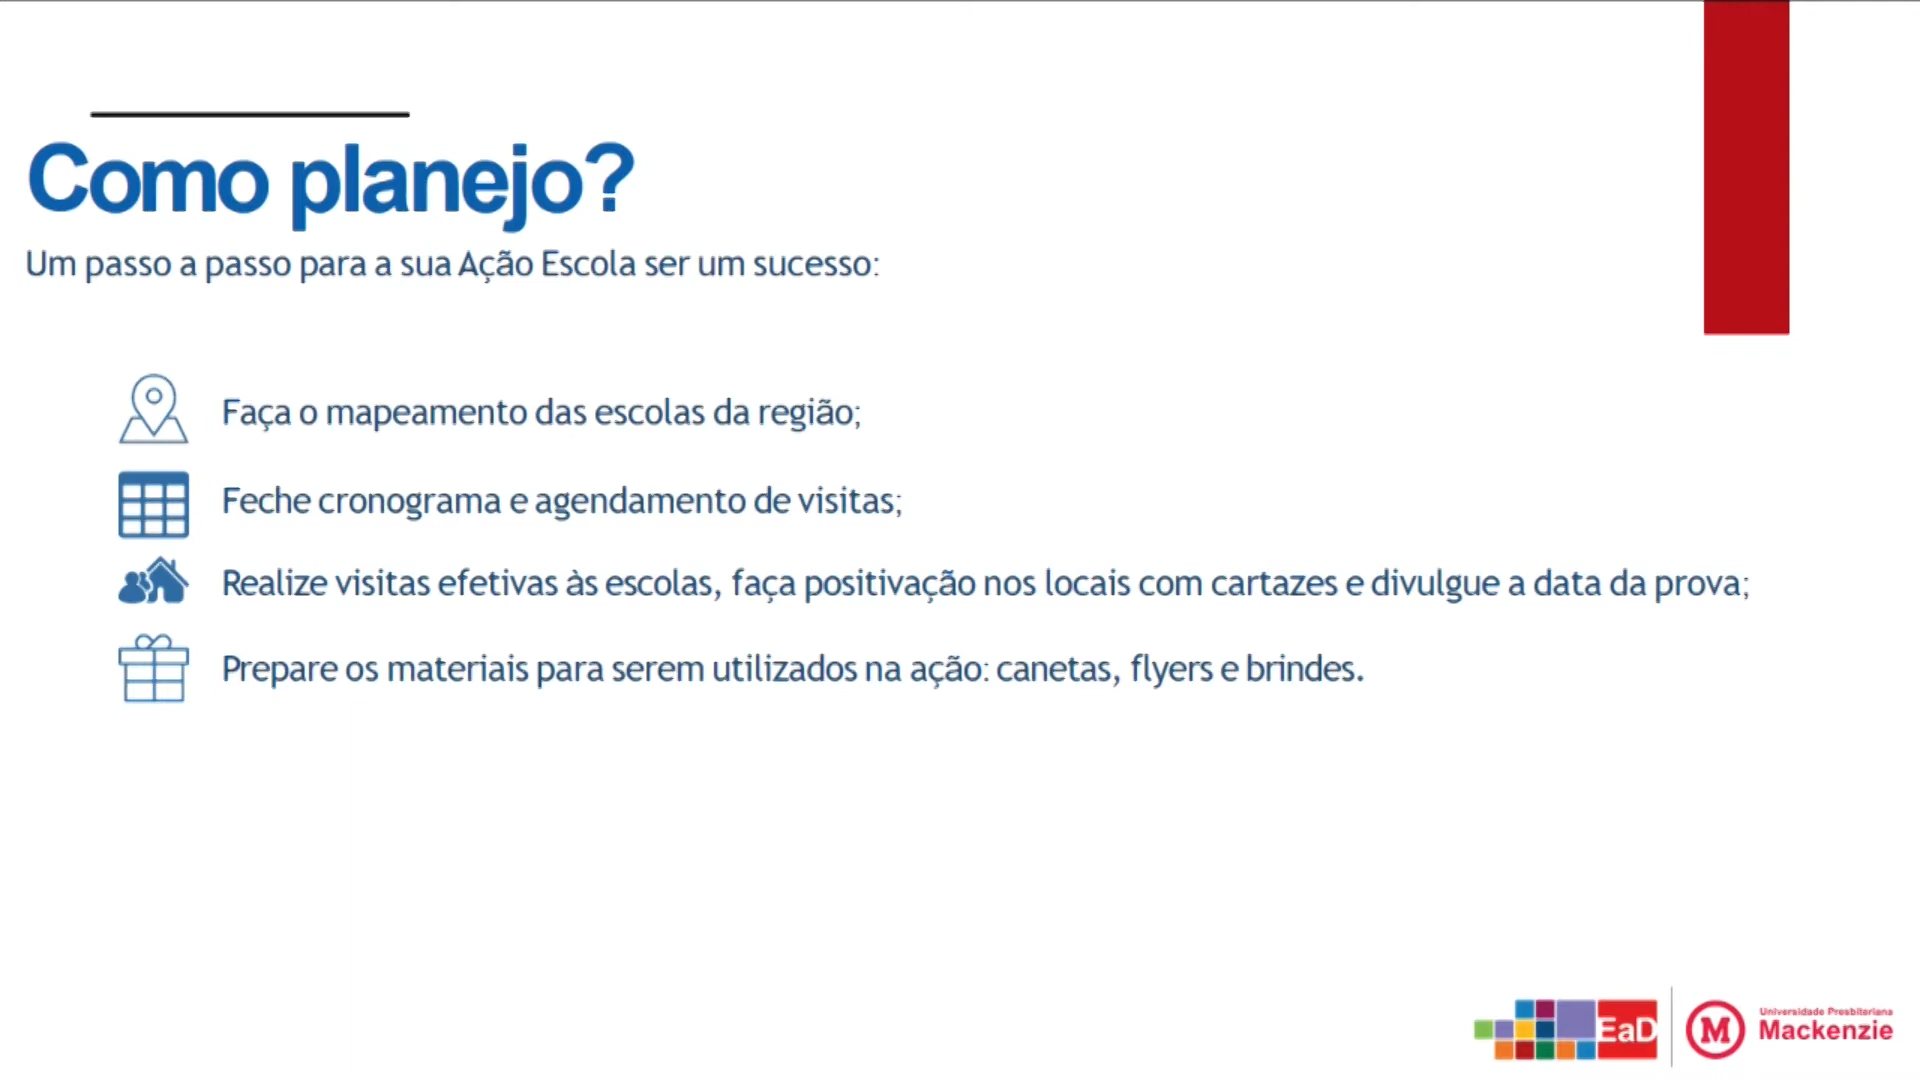 Como planejo?
Um passo a passo para a sua Ação Escola ser um sucesso:
Faça o mapeamento das escolas da região;
Feche cronograma e agendamento de visitas;
Realize visitas efetivas às escolas, faça positivação nos locais com cartazes e divulgue a data da prova;
Prepare os materiais para serem utilizados na ação: canetas, flyers e brindes.
EaD
M
Universidade Presbiteriana
Mackenzie